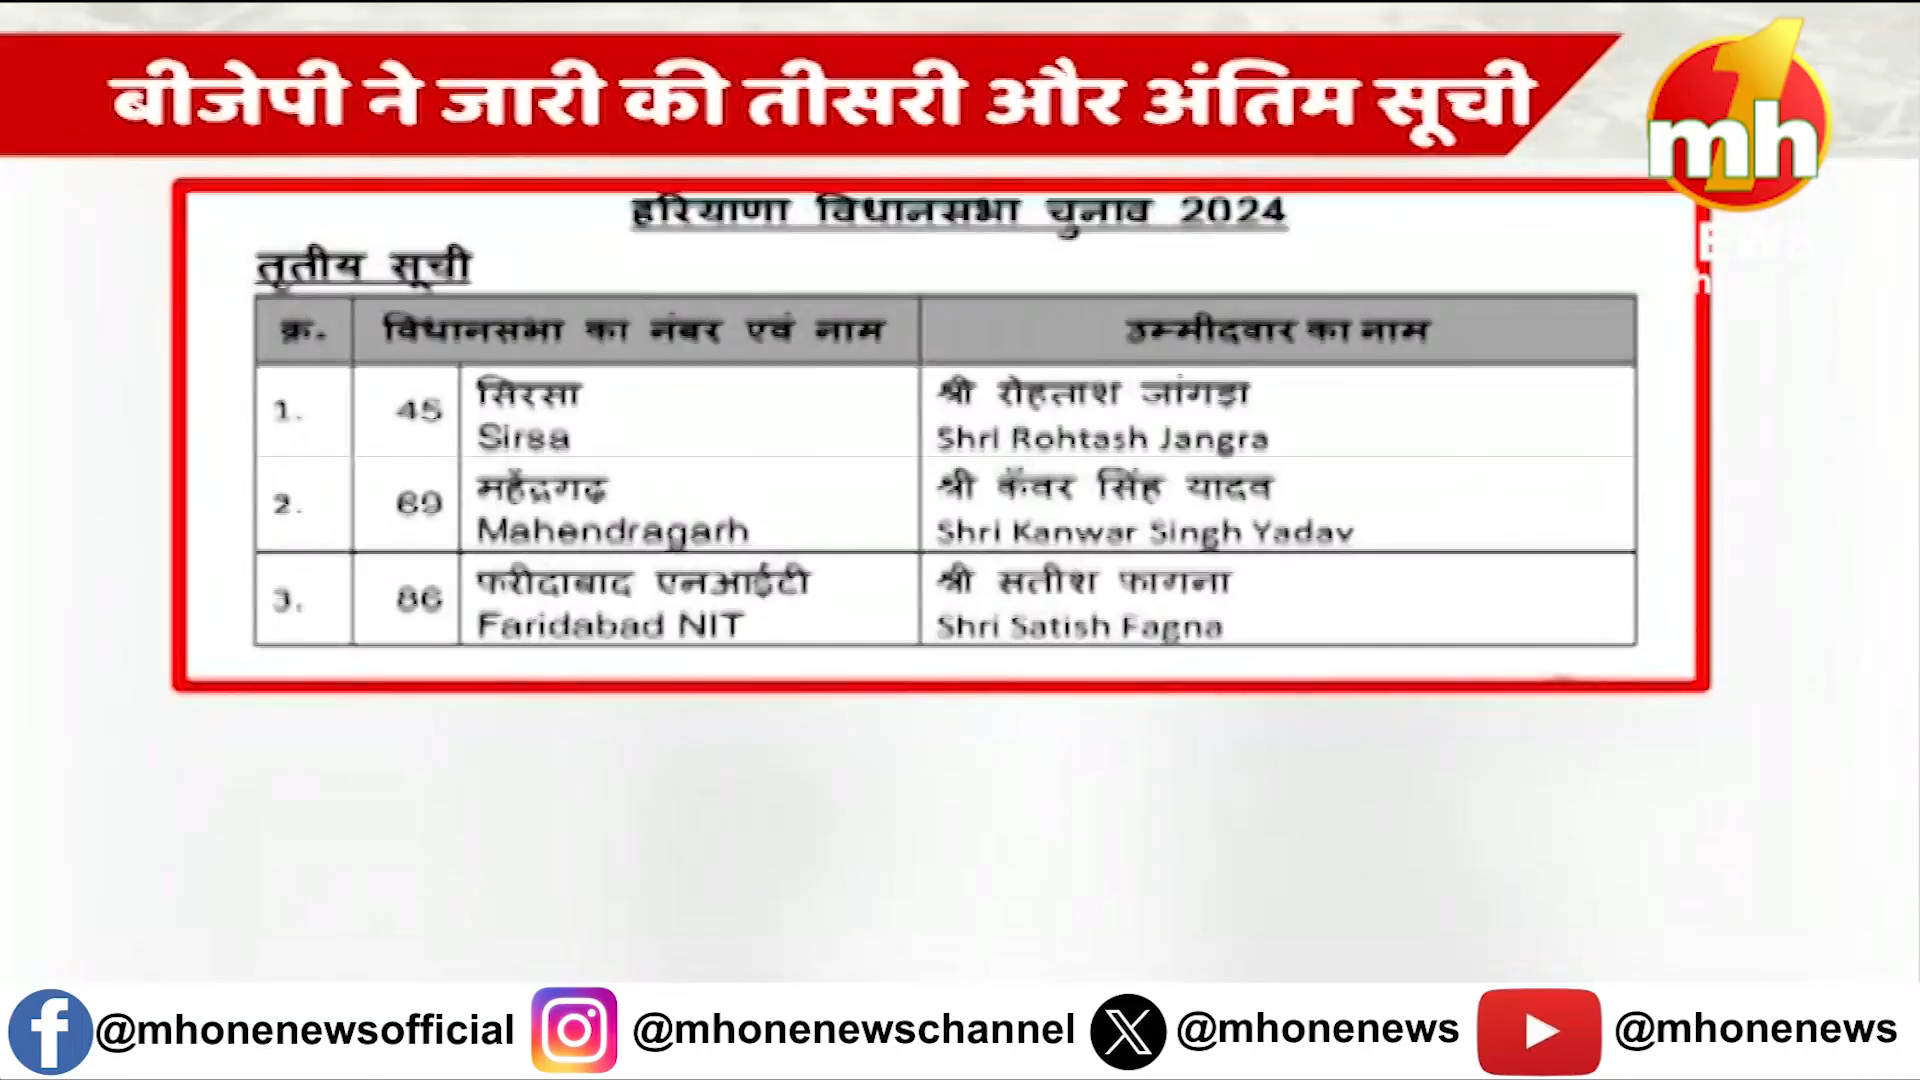 बीजेपी ने जारी की तीसरी और अंतिम सूची
1
mh
हरियाणा विधानसभा चुनाव 2024
तृतीय सूची
क्र. विधानसभा का नंबर एवं नाम उम्मीदवार का नाम
1. 45 सिरसा श्री रोहताश जांगड़ा
Sirsa Shri Rohtash Jangra
2. 69 महेंद्रगढ़ श्री कँवर सिंह यादव
Mahendragarh Shri Kanwar Singh Yadav
3. 86 फरीदाबाद एनआईटी श्री सतीश फागना
Faridabad NIT Shri Satish Fagna
@mhonenewsofficial @mhonenewschannel @mhonenews @mhonenews